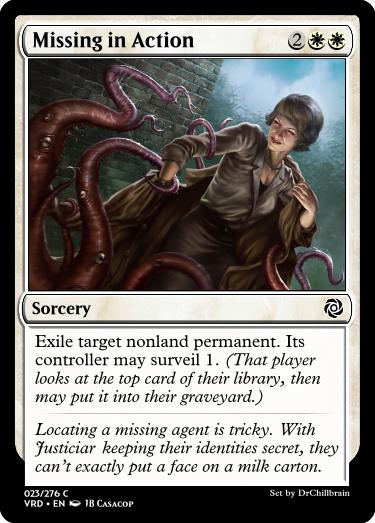 Missing in Action 2
Sorcery
Exile target nonland permanent. Its
controller may surveil 1. (That player
looks at the top card of their library, then
may put it into their graveyard.)
Locating a missing agent is tricky. With
Justiciar keeping their identities secret, they
can't exactly put a face on a milk carton.
023/276 C
Set by DrChillbrain
VRD • EN JB Casacop